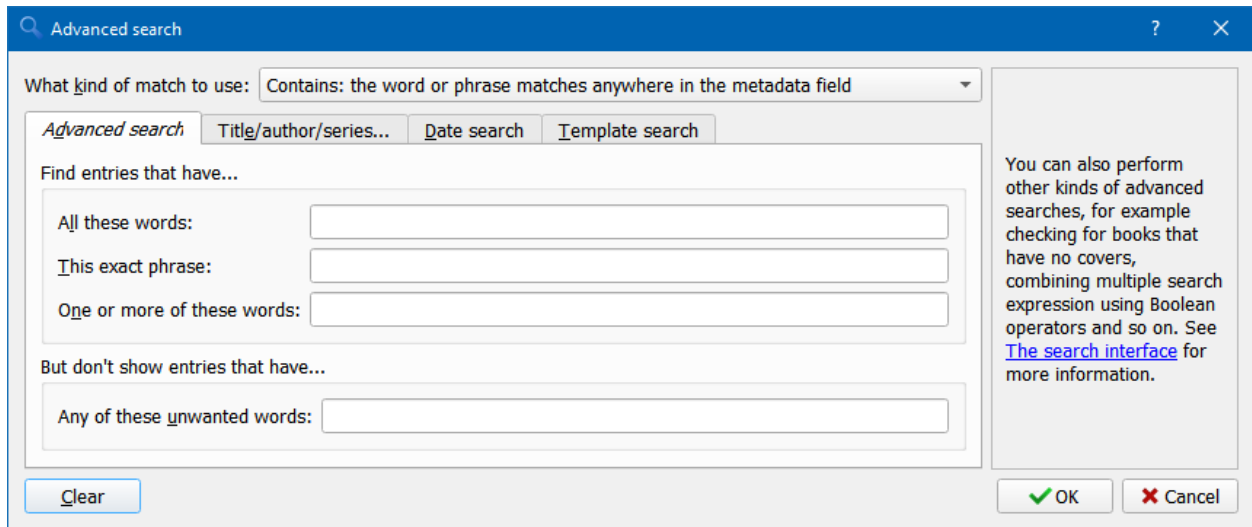 Advanced search
?
What kind of match to use: Contains: the word or phrase matches anywhere in the metadata field
Advanced search Title/author/series... Date search Template search
Find entries that have...
All these words:
This exact phrase:
One or more of these words:
But don't show entries that have...
Any of these unwanted words:
You can also perform
other kinds of advanced
searches, for example
checking for books that
have no covers,
combining multiple search
expression using Boolean
operators and so on. See
The search interface for
more information.
Clear
OK Cancel